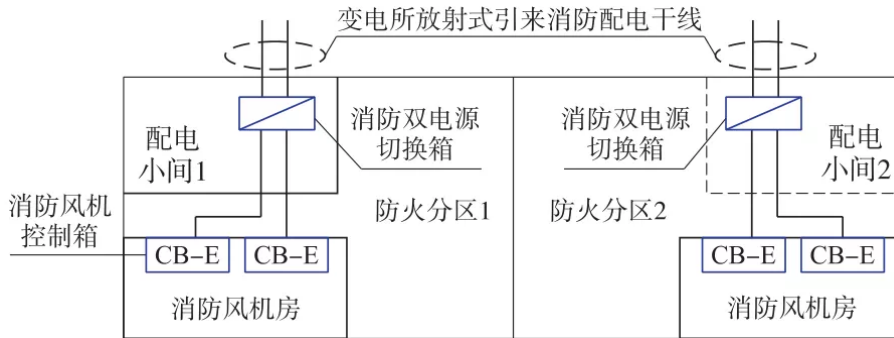 变电所放射式引来消防配电干线
配电
小间1
消防双电源
切换箱
消防双电源
切换箱
配电
小间2
消防风机
控制箱
防火分区1
防火分区2
CB-E
CB-E
CB-E
CB-E
消防风机房
消防风机房